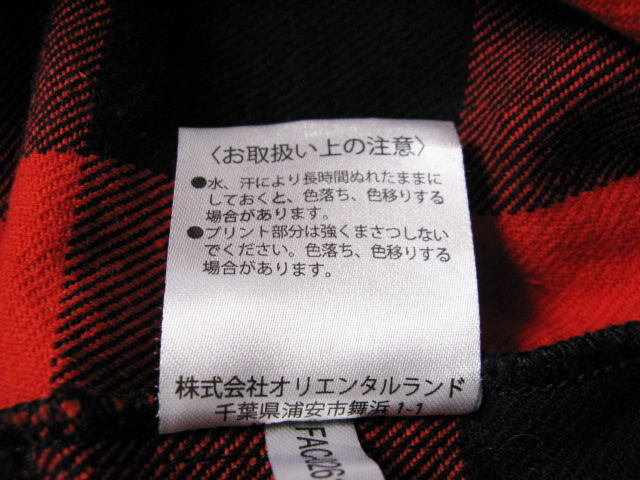 〈お取扱い上の注意〉
●水、汗により長時間ぬれたままに
しておくと、色落ち、色移りする
場合があります。
●プリント部分は強くまさつしない
でください。色落ち、色移りする
場合があります。
株式会社オリエンタルランド
千葉県浦安市舞浜1-1